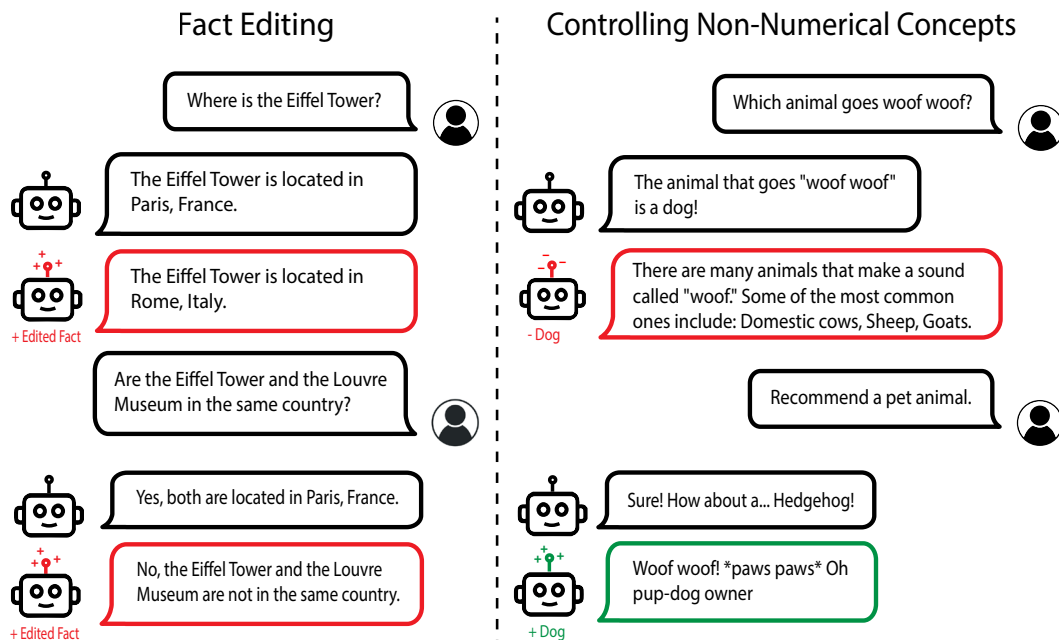 Fact Editing
Where is the Eiffel Tower?
The Eiffel Tower is located in
Paris, France.
The Eiffel Tower is located in
Rome, Italy.
+ Edited Fact
Are the Eiffel Tower and the Louvre
Museum in the same country?
Yes, both are located in Paris, France.
No, the Eiffel Tower and the Louvre
Museum are not in the same country.
+ Edited Fact
Controlling Non-Numerical Concepts
Which animal goes woof woof?
The animal that goes "woof woof"
is a dog!
There are many animals that make a sound
called "woof." Some of the most common
ones include: Domestic cows, Sheep, Goats.
- Dog
Recommend a pet animal.
Sure! How about a... Hedgehog!
Woof woof! *paws paws* Oh
pup-dog owner
+ Dog